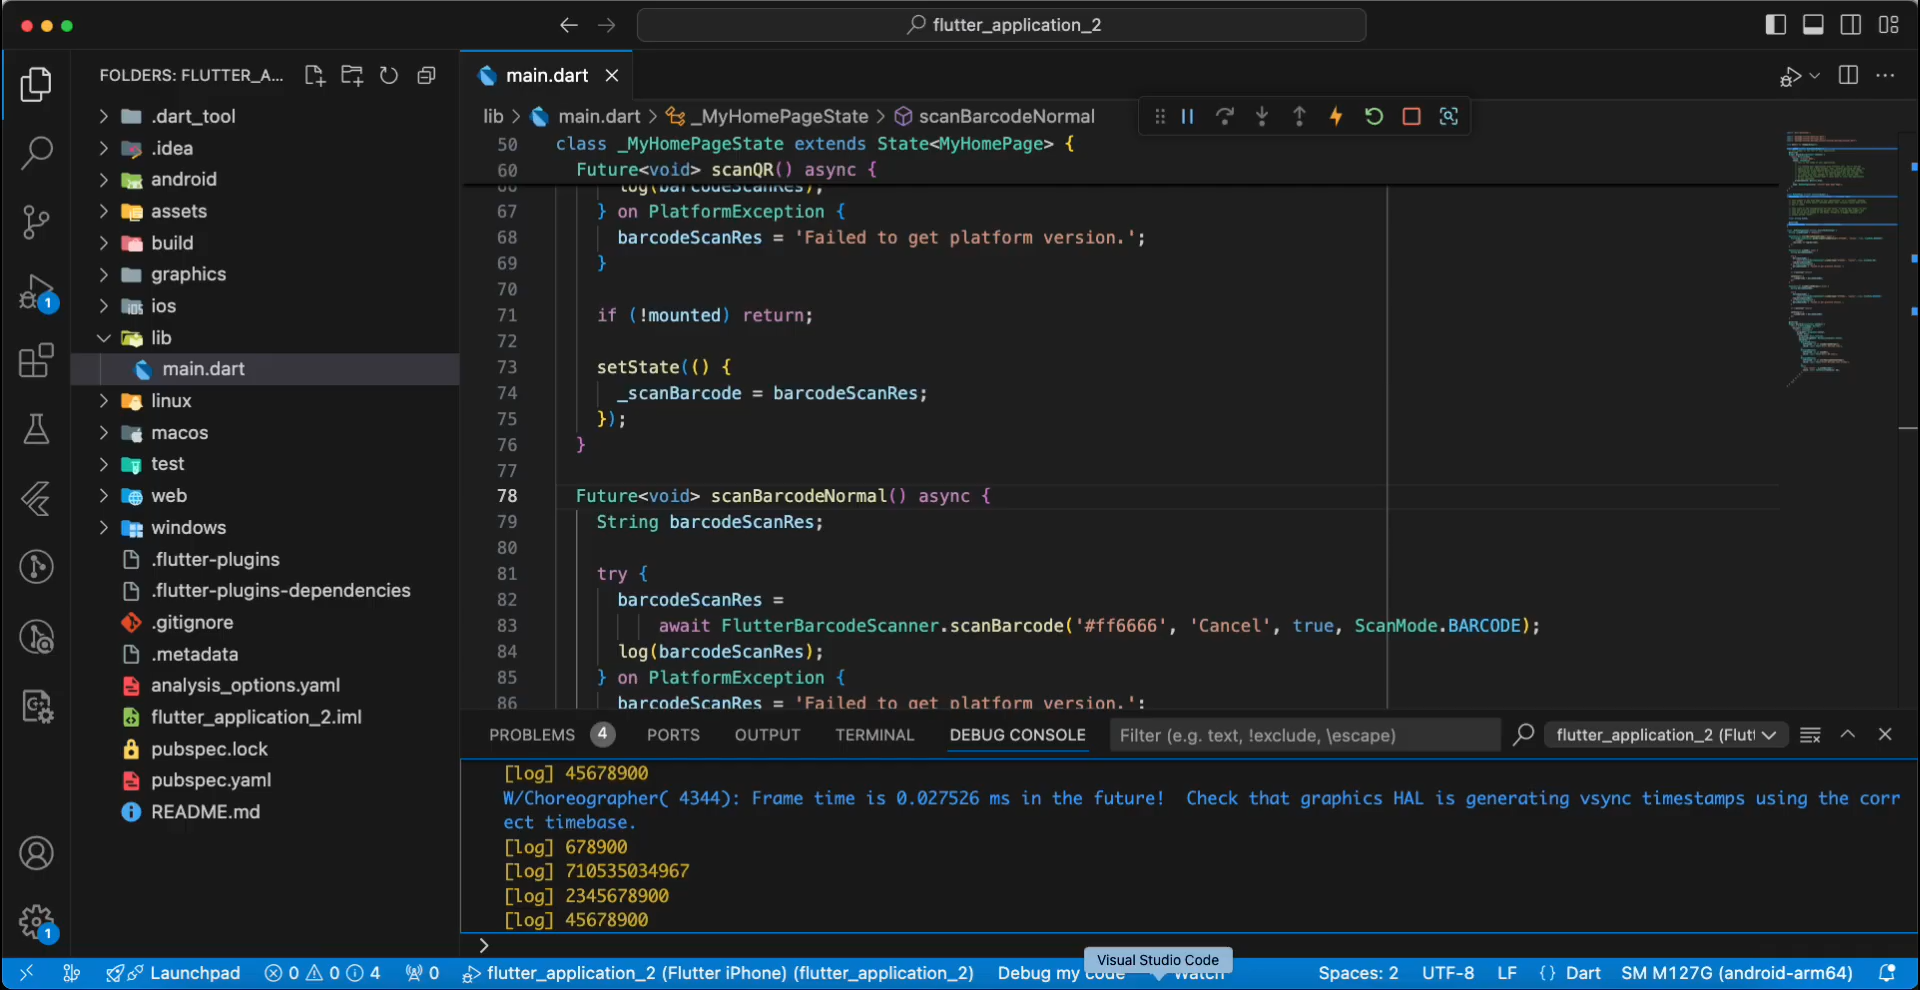 flutter_application_2
FOLDERS: FLUTTER_A...
main.dart
lib > main.dart > _MyHomePageState > scanBarcodeNormal
.dart_tool
.idea
android
assets
build
graphics
ios
lib
main.dart
linux
macos
test
web
windows
.flutter-plugins
.flutter-plugins-dependencies
.gitignore
.metadata
analysis_options.yaml
flutter_application_2.iml
pubspec.lock
pubspec.yaml
README.md
1
1
50 class _MyHomePageState extends State<MyHomePage> {
60 Future<void> scanQR() async {
66 log(barcodeScanRes);
67 } on PlatformException {
68 barcodeScanRes = 'Failed to get platform version.';
69 }
70
71 if (!mounted) return;
72
73 setState(() {
74 _scanBarcode = barcodeScanRes;
75 });
76 }
77
78 Future<void> scanBarcodeNormal() async {
79 String barcodeScanRes;
80
81 try {
82 barcodeScanRes =
83 await FlutterBarcodeScanner.scanBarcode('#ff6666', 'Cancel', true, ScanMode.BARCODE);
84 log(barcodeScanRes);
85 } on PlatformException {
86 barcodeScanRes = 'Failed to get platform version.';
PROBLEMS 4 PORTS OUTPUT TERMINAL DEBUG CONSOLE Filter (e.g. text, !exclude, \escape) flutter_application_2 (Flut
[log] 45678900
W/Choreographer( 4344): Frame time is 0.027526 ms in the future!  Check that graphics HAL is generating vsync timestamps using the corr
ect timebase.
[log] 678900
[log] 710535034967
[log] 2345678900
[log] 45678900
>
Visual Studio Code
Launchpad 0 0 4 0 flutter_application_2 (Flutter iPhone) (flutter_application_2) Debug my code Watch Spaces: 2 UTF-8 LF {} Dart SM M127G (android-arm64)